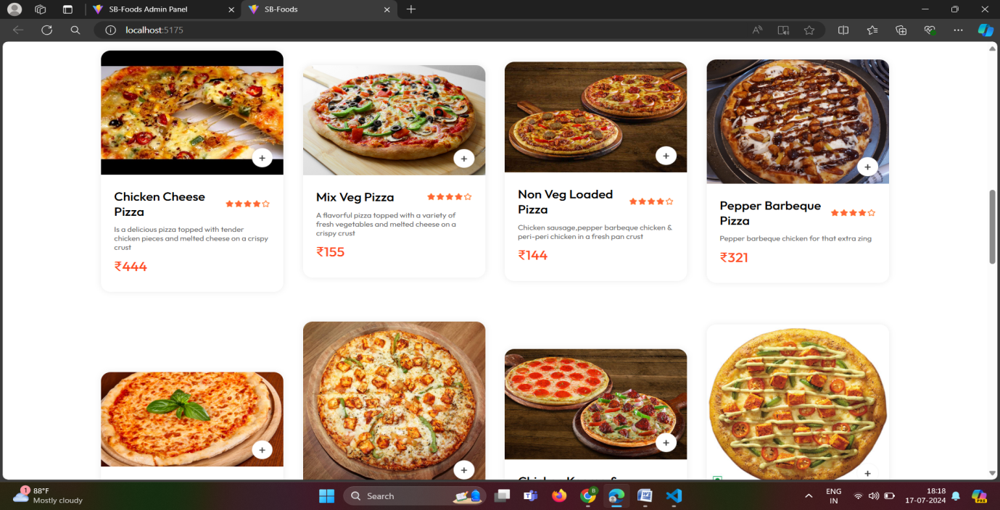 SB-Foods Admin Panel
SB-Foods
localhost:5175
Chicken Cheese
Pizza
Is a delicious pizza topped with tender
chicken pieces and melted cheese on a crispy
crust
₹444
Mix Veg Pizza
A flavorful pizza topped with a variety of
fresh vegetables and melted cheese on a
crispy crust
₹155
Non Veg Loaded
Pizza
Chicken sausage,pepper barbeque chicken &
peri-peri chicken in a fresh pan crust
₹144
Pepper Barbeque
Pizza
Pepper barbeque chicken for that extra zing
₹321
1
88°F
Mostly cloudy
Search
ENG
IN
18:18
17-07-2024